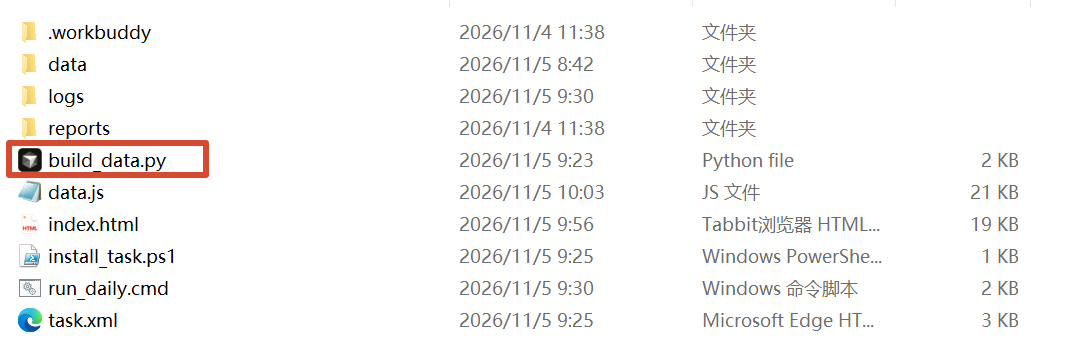 .workbuddy 2026/11/4 11:38 文件夹
data 2026/11/5 8:42 文件夹
logs 2026/11/5 9:30 文件夹
reports 2026/11/4 11:38 文件夹
build_data.py 2026/11/5 9:23 Python file 2 KB
data.js 2026/11/5 10:03 JS 文件 21 KB
HTML index.html 2026/11/5 9:56 Tabbit浏览器 HTML... 19 KB
install_task.ps1 2026/11/5 9:25 Windows PowerShe... 1 KB
run_daily.cmd 2026/11/5 9:30 Windows 命令脚本 2 KB
task.xml 2026/11/5 9:25 Microsoft Edge HT... 3 KB